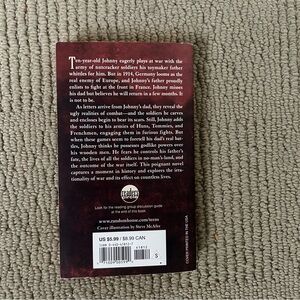 Ten-year-old Johnny eagerly plays at war with the
army of nutcracker soldiers his toymaker father
whittles for him. But in 1914, Germany looms as the
real enemy of Europe, and Johnny's father proudly
enlists to fight at the front in France. Johnny misses
his dad but believes he will return in a few months. It
is not to be.
As letters arrive from Johnny's dad, they reveal the
ugly realities of combat—and the soldiers he carves
and encloses begin to bear its scars. Still, Johnny adds
the soldiers to his armies of Huns, Tommies, and
Frenchmen, engaging them in furious fights. But
when these games seem to foretell his dad's real bat-
tles, Johnny thinks he possesses godlike powers over
his wooden men. He fears he controls his father's
fate, the lives of all the soldiers in no-man's land, and
the outcome of the war itself. This poignant novel
captures a moment in history and explores the irra-
tionality of war and its effect on countless lives.
readers
circle
Look for the reading group discussion guide
at the end of this book
www.randomhouse.com/teens
Cover illustration by Steve McAfee
US $5.99 / $8.99 CAN
S
COVER PRINTED IN THE USA